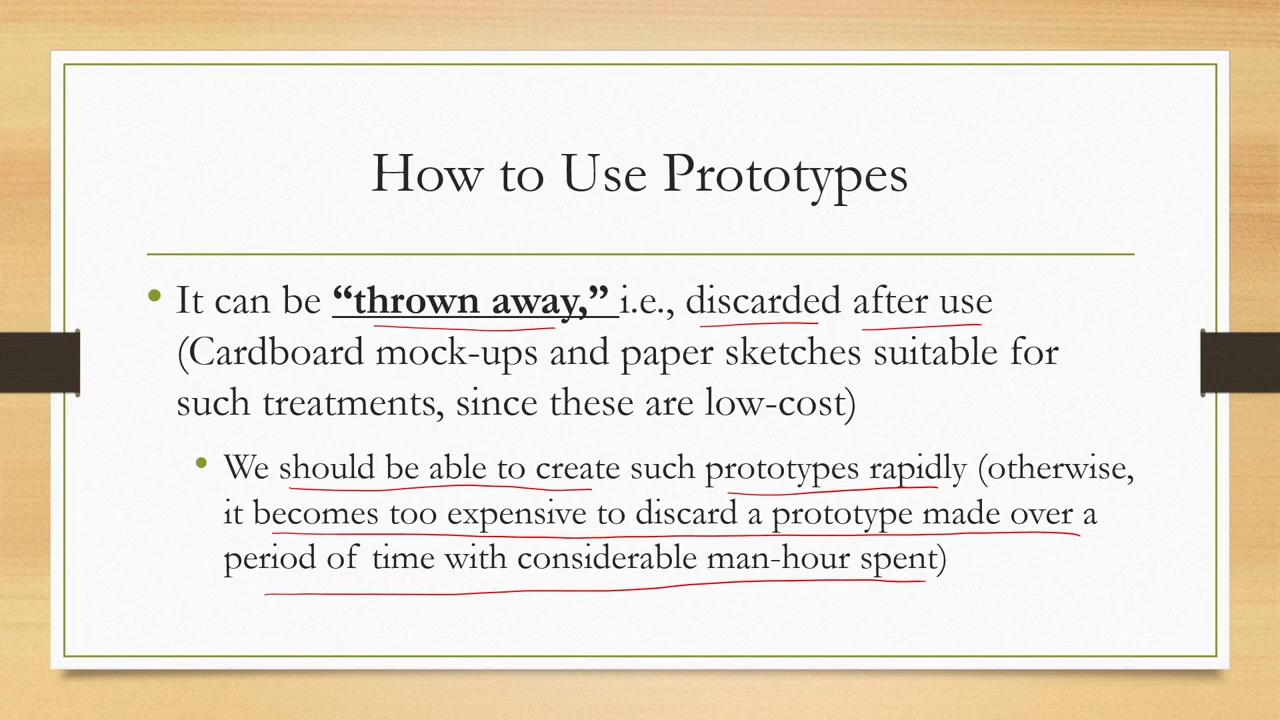 How to Use Prototypes
• It can be “thrown away,” i.e., discarded after use
(Cardboard mock-ups and paper sketches suitable for
such treatments, since these are low-cost)
• We should be able to create such prototypes rapidly (otherwise,
it becomes too expensive to discard a prototype made over a
period of time with considerable man-hour spent)